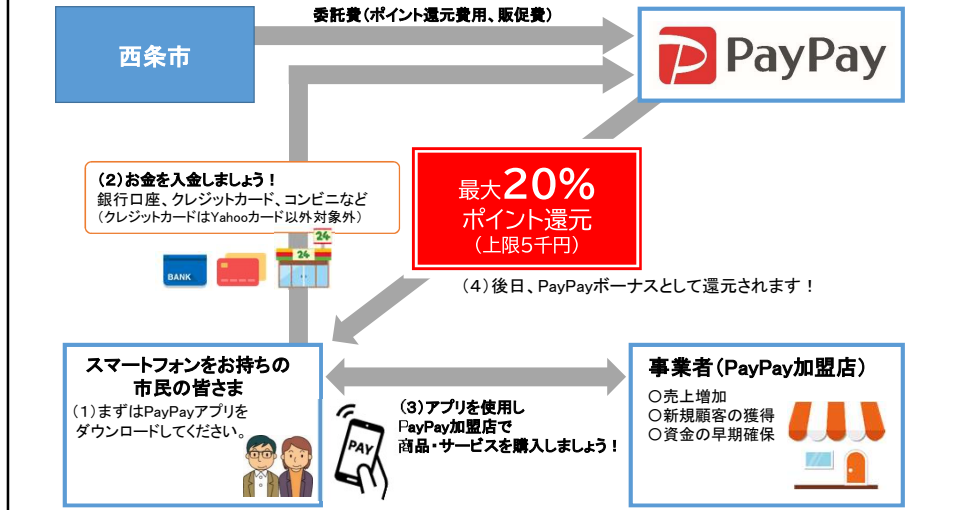 委託費（ポイント還元費用、販促費）
西条市
PayPay
（2）お金を入金しましょう！
銀行口座、クレジットカード、コンビニなど
（クレジットカードはYahooカード以外対象外）
BANK
24
24
最大20%
ポイント還元
（上限5千円）
（4）後日、PayPayボーナスとして還元されます！
スマートフォンをお持ちの
市民の皆さま
（1）まずはPayPayアプリを
ダウンロードしてください。
PAY
（3）アプリを使用し
PayPay加盟店で
商品・サービスを購入しましょう！
事業者（PayPay加盟店）
〇売上増加
〇新規顧客の獲得
〇資金の早期確保